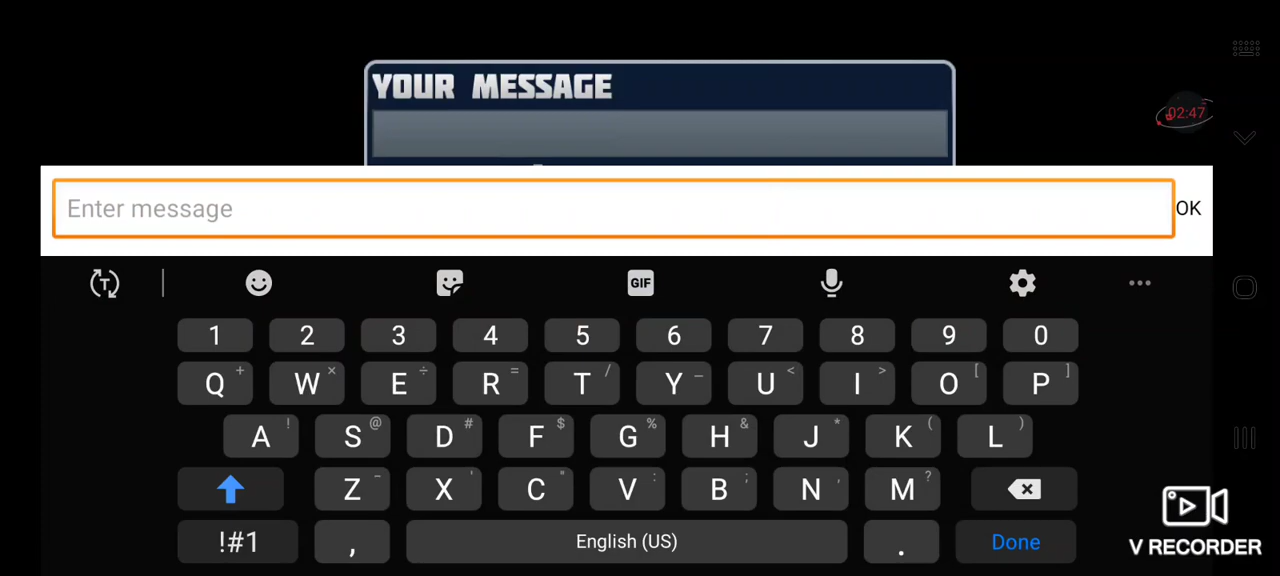 YOUR MESSAGE
02:47
Enter message
OK
T
GIF
1 2 3 4 5 6 7 8 9 0
Q + W × E ÷ R = T / Y _ U < I > O [ P ]
A ! S @ D # F $ G % H & J * K ( L )
Z - X ' C " V : B ; N , M ?
!#1 , English (US) . Done
V RECORDER